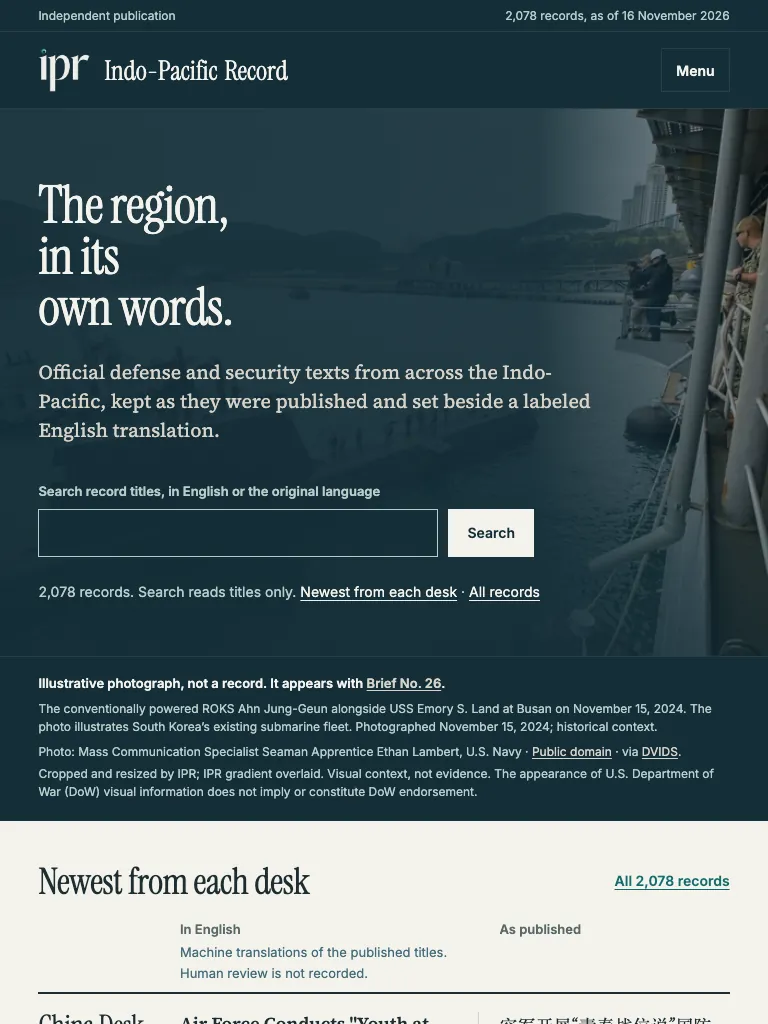 Independent publication
2,078 records, as of 16 November 2026
ipr Indo-Pacific Record
Menu
The region,
in its
own words.
Official defense and security texts from across the Indo-
Pacific, kept as they were published and set beside a labeled
English translation.
Search record titles, in English or the original language
Search
2,078 records. Search reads titles only. Newest from each desk · All records
Illustrative photograph, not a record. It appears with Brief No. 26.
The conventionally powered ROKS Ahn Jung-Geun alongside USS Emory S. Land at Busan on November 15, 2024. The
photo illustrates South Korea’s existing submarine fleet. Photographed November 15, 2024; historical context.
Photo: Mass Communication Specialist Seaman Apprentice Ethan Lambert, U.S. Navy · Public domain · via DVIDS.
Cropped and resized by IPR; IPR gradient overlaid. Visual context, not evidence. The appearance of U.S. Department of
War (DoW) visual information does not imply or constitute DoW endorsement.
Newest from each desk
All 2,078 records
In English
As published
Machine translations of the published titles.
Human review is not recorded.
China Desk
Air Force Conducts "Youth at